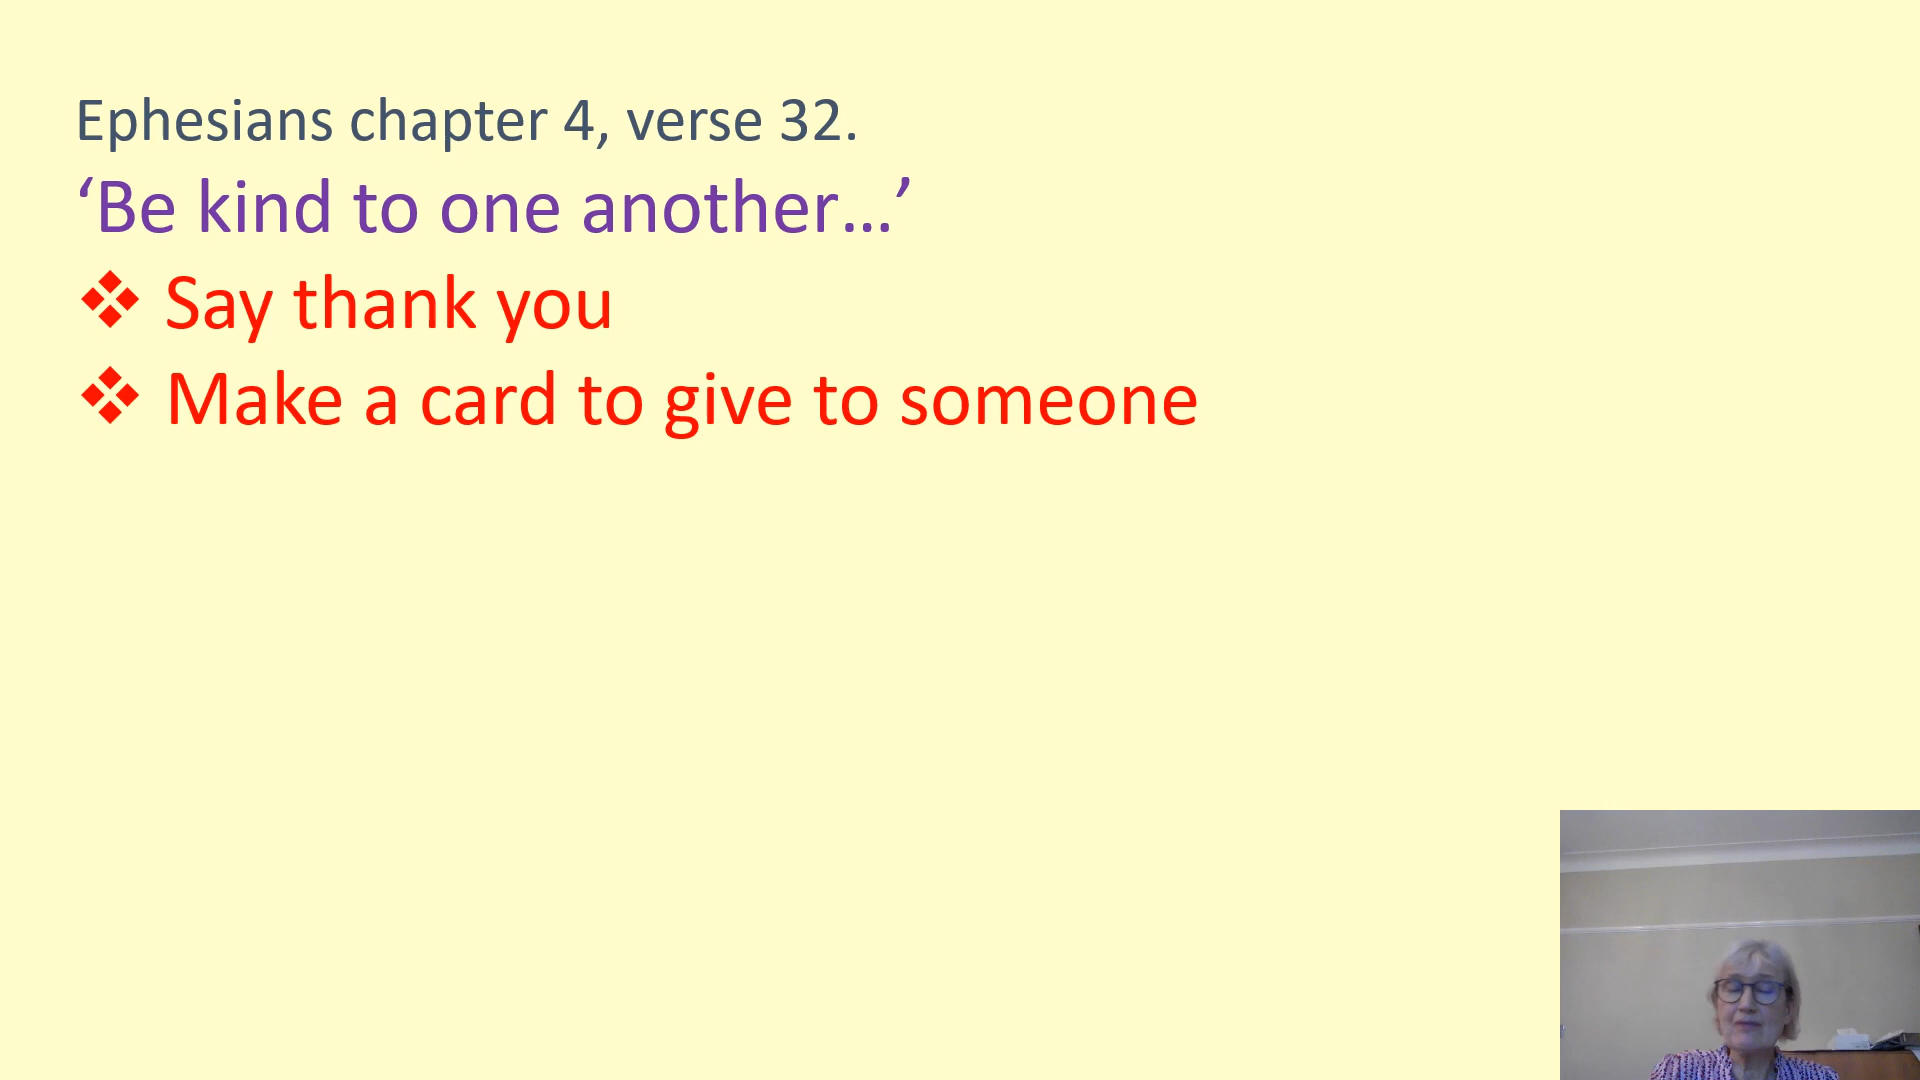 Ephesians chapter 4, verse 32.
‘Be kind to one another…’
❖ Say thank you
❖ Make a card to give to someone